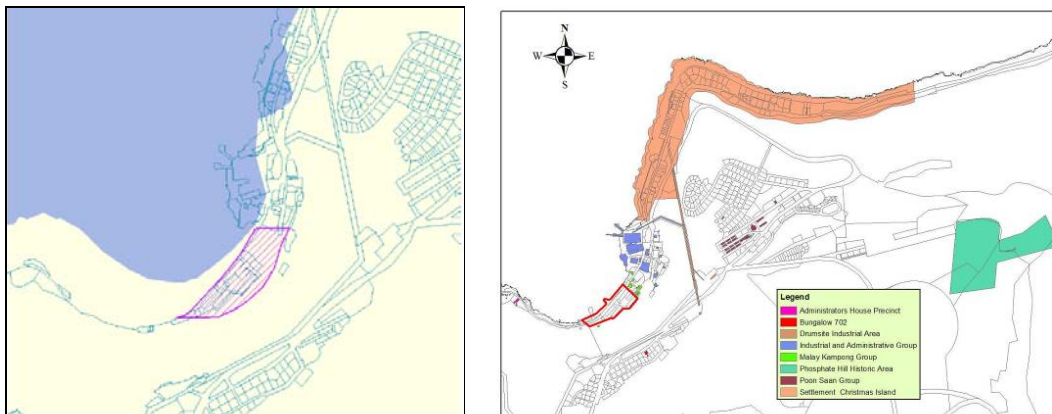 N
W E
S
Legend
Administrators House Precinct
Bungalow 702
Drumsite Industrial Area
Industrial and Administrative Group
Malay Kampong Group
Phosphate Hill Historic Area
Poon Saan Group
Settlement Christmas Island